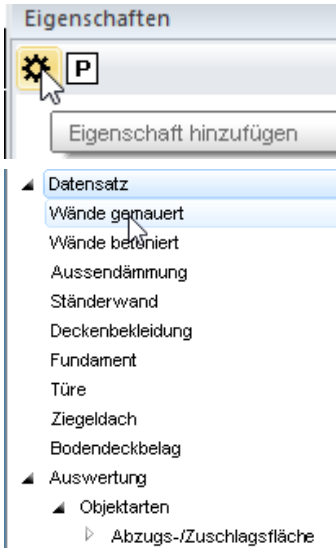 Eigenschaften
P
Eigenschaft hinzufügen
Datensatz
Wände gemauert
Wände betoniert
Aussendämmung
Ständerwand
Deckenbekleidung
Fundament
Türe
Ziegeldach
Bodendeckbelag
Auswertung
Objektarten
Abzugs-/Zuschlagsfläche